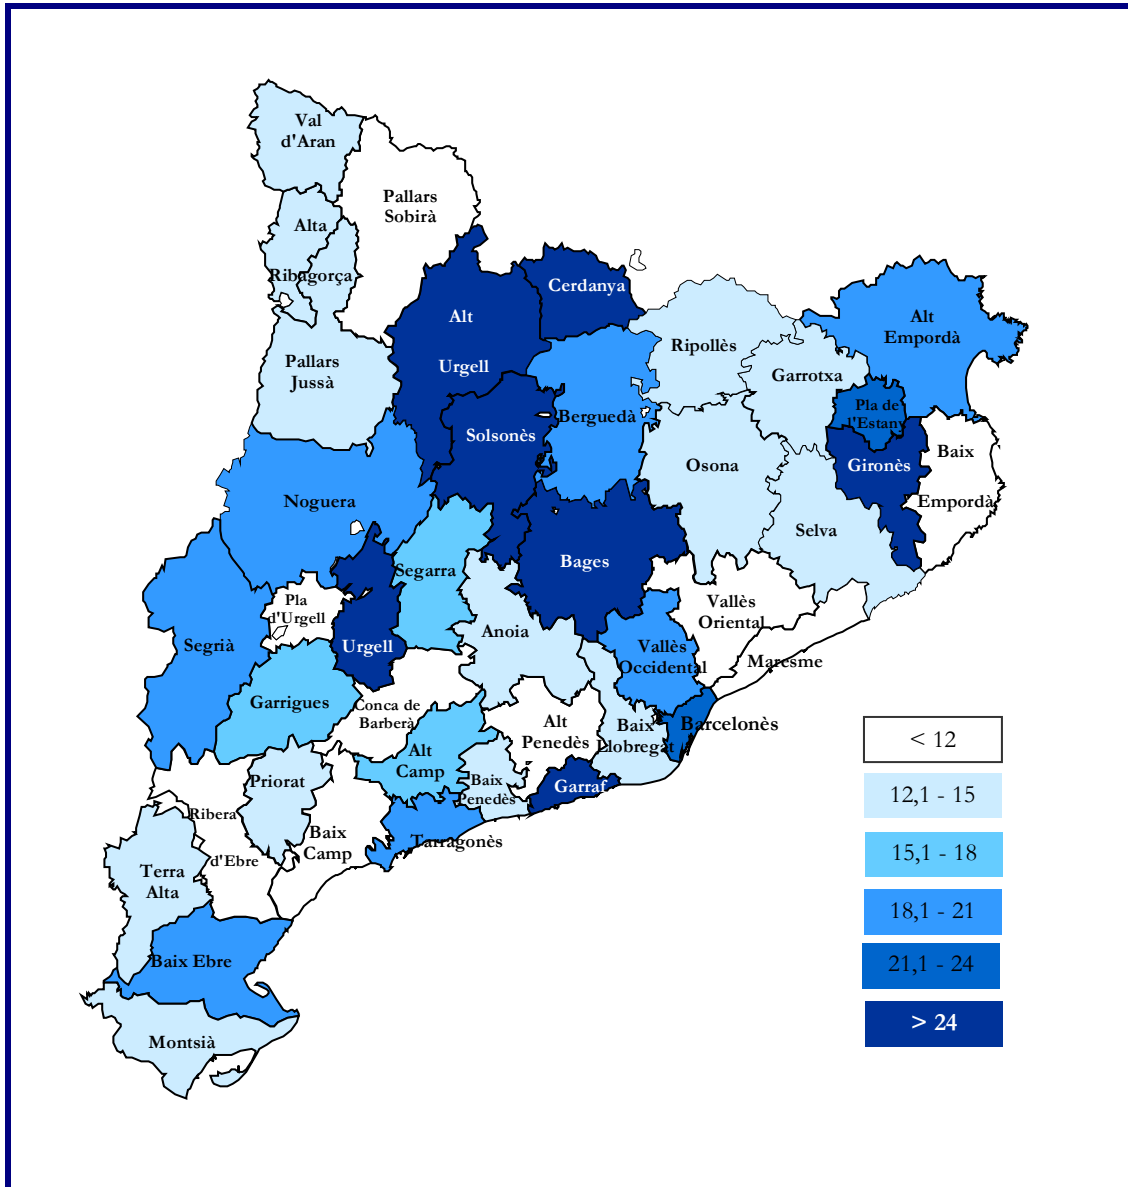 Val
d'Aran
Pallars
Sobirà
Alta
Ribagorça
Cerdanya
Alt
Urgell
Alt
Empordà
Ripollès
Garrotxa
Pallars
Jussà
Pla de
l'Estany
Berguedà
Solsonès
Osona
Gironès
Baix
Empordà
Noguera
Selva
Bages
Segarra
Pla
d'Urgell
Vallès
Oriental
Segrià
Urgell
Anoia
Vallès
Occidental
Maresme
Garrigues
Conca de
Barberà
Alt
Penedès
Baix
Llobregat
Barcelonès
Alt
Camp
Priorat
Baix
Penedès
Garraf
Ribera
d'Ebre
Baix
Camp
Tarragonès
Terra
Alta
Baix Ebre
Montsià
< 12
12,1 - 15
15,1 - 18
18,1 - 21
21,1 - 24
> 24